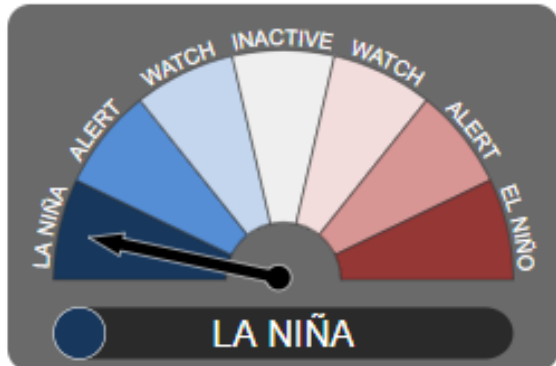 LA NIÑA
ALERT
WATCH
INACTIVE
WATCH
ALERT
EL NIÑO
LA NIÑA